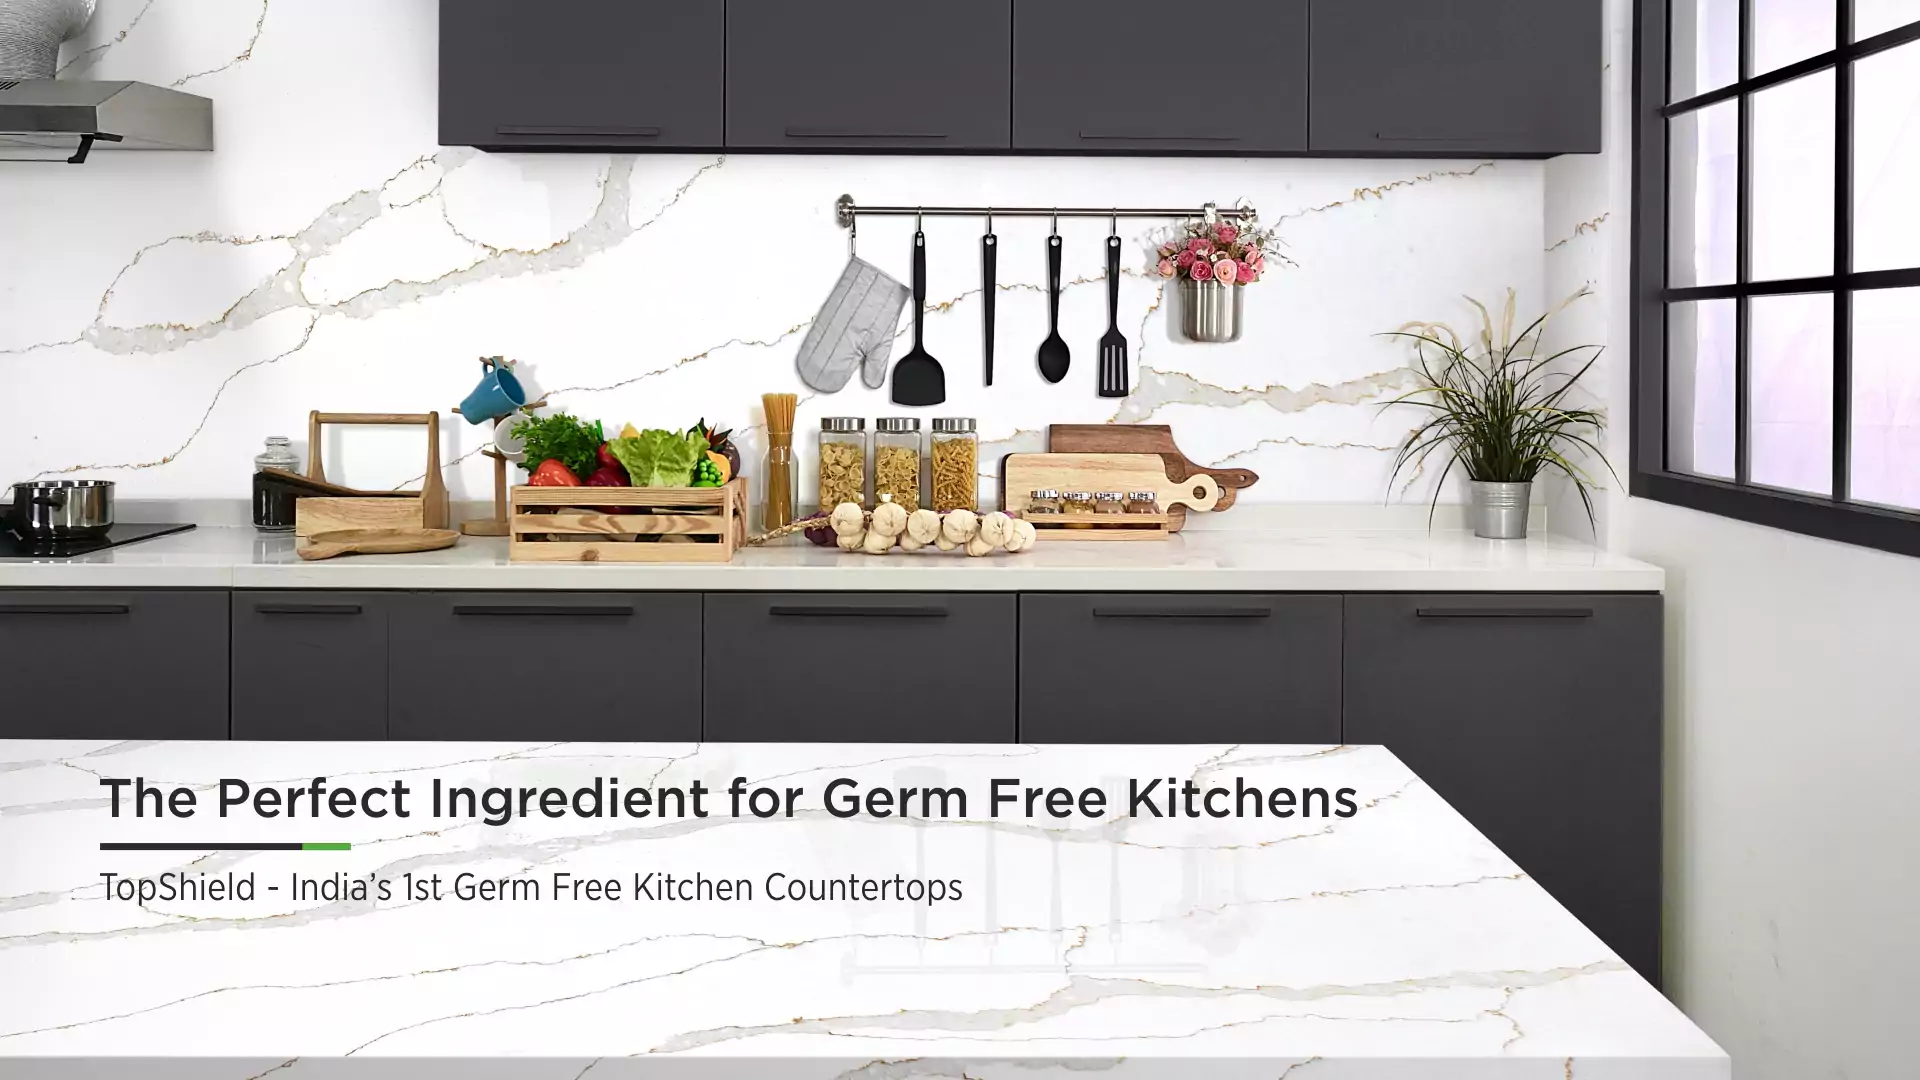 The Perfect Ingredient for Germ Free Kitchens
TopShield - India’s 1st Germ Free Kitchen Countertops